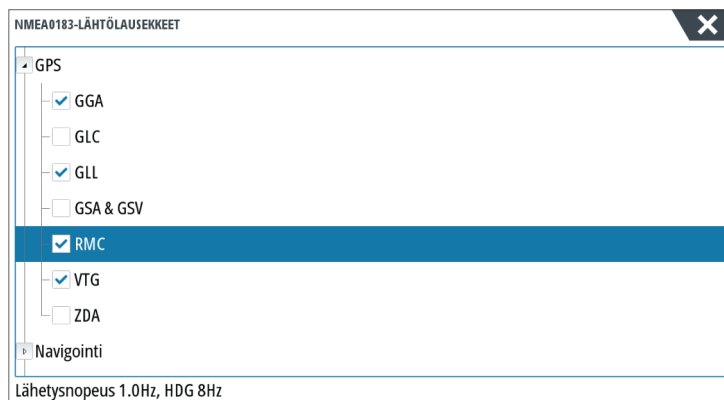 NMEA0183-LÄHTÖLAUSEKKEET
GPS
GGA
GLC
GLL
GSA & GSV
RMC
VTG
ZDA
Navigointi
Lähetysnopeus 1.0Hz, HDG 8Hz